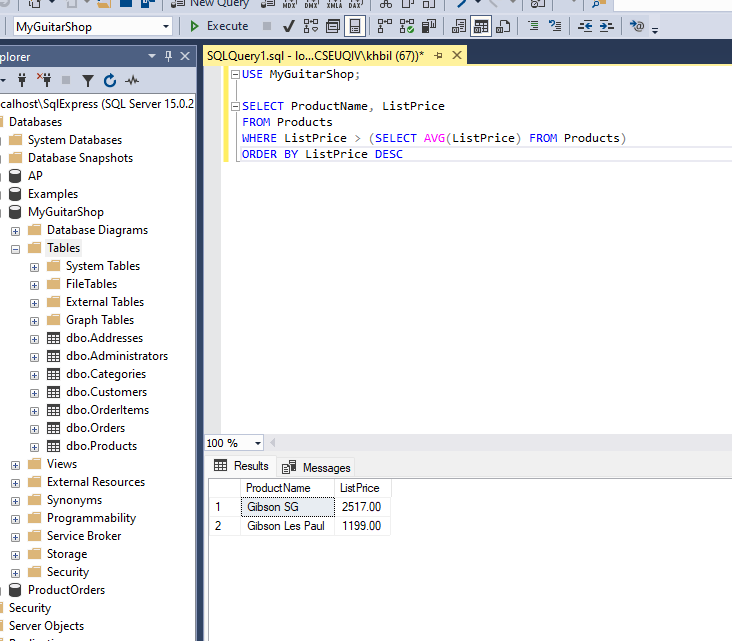 New Query
MyGuitarShop
Execute
plorer
SQLQuery1.sql - lo...CSEUQIV\khbil (67))*
calhost\SqlExpress (SQL Server 15.0.2
Databases
System Databases
Database Snapshots
AP
Examples
MyGuitarShop
Database Diagrams
Tables
System Tables
FileTables
External Tables
Graph Tables
dbo.Addresses
dbo.Administrators
dbo.Categories
dbo.Customers
dbo.OrderItems
dbo.Orders
dbo.Products
Views
External Resources
Synonyms
Programmability
Service Broker
Storage
Security
ProductOrders
Security
Server Objects
USE MyGuitarShop;
SELECT ProductName, ListPrice
FROM Products
WHERE ListPrice > (SELECT AVG(ListPrice) FROM Products)
ORDER BY ListPrice DESC
100 %
Results Messages
ProductName ListPrice
1 Gibson SG 2517.00
2 Gibson Les Paul 1199.00